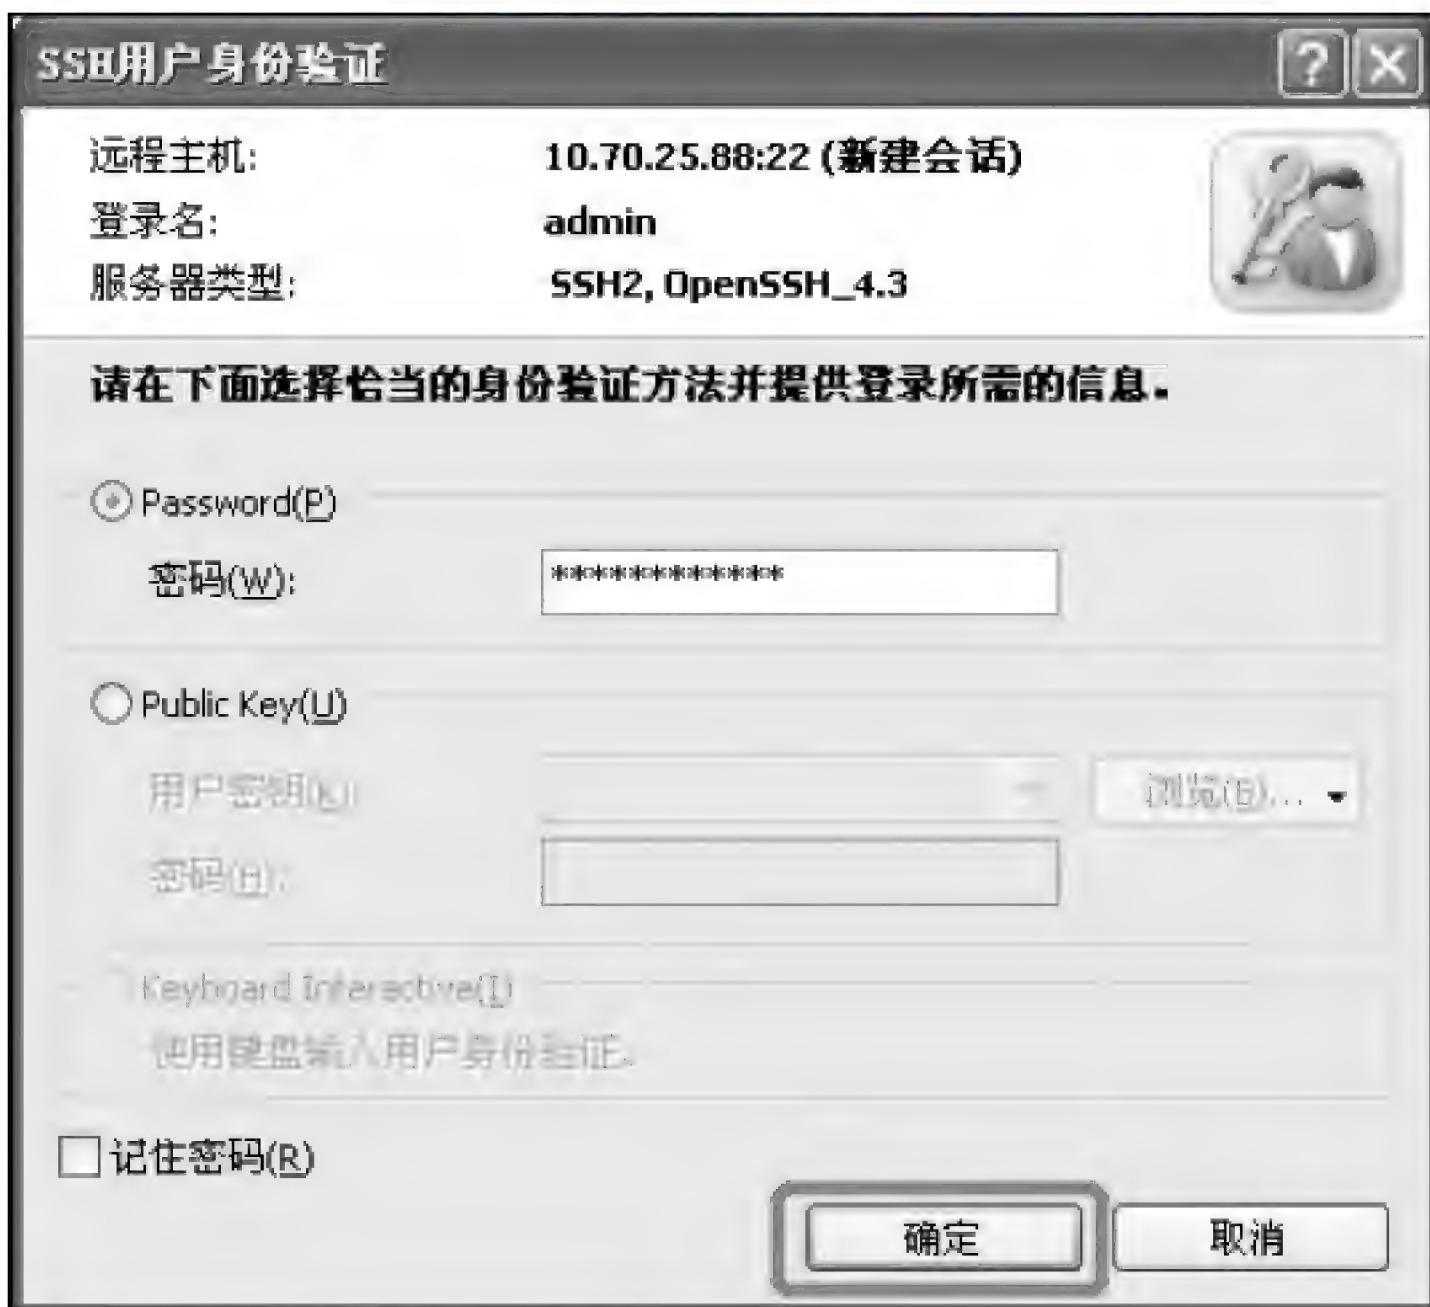 SSH用户身份验证
远程主机: 10.70.25.88:22 (新建会话)
登录名: admin
服务器类型: SSH2, OpenSSH_4.3
请在下面选择恰当的身份验证方法并提供登录所需的信息。
Password(P)
密码(W): ************
Public Key(U)
用户密钥(K): 浏览(B)...
密码(H):
Keyboard Interactive(I)
使用键盘输入用户身份验证。
记住密码(R)
确定 取消